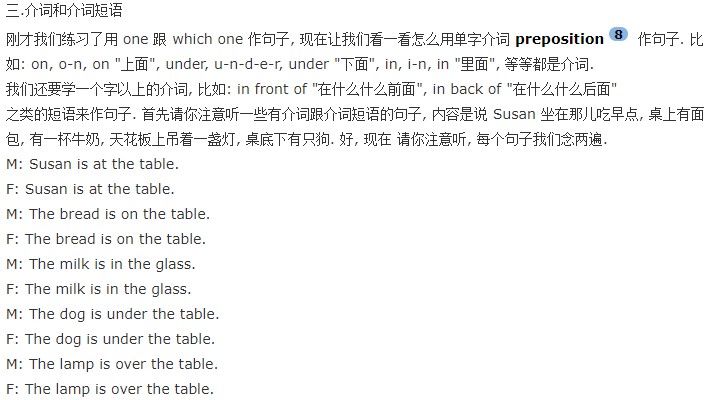 三.介词和介词短语
刚才我们练习了用 one 跟 which one 作句子, 现在让我们看一看怎么用单字介词 preposition 8 作句子. 比
如: on, o-n, on "上面", under, u-n-d-e-r, under "下面", in, i-n, in "里面", 等等都是介词.
我们还要学一个字以上的介词, 比如: in front of "在什么什么前面", in back of "在什么什么后面"
之类的短语来作句子. 首先请你注意听一些有介词跟介词短语的句子, 内容是说 Susan 坐在那儿吃早点, 桌上有面
包, 有一杯牛奶, 天花板上吊着一盏灯, 桌底下有只狗. 好, 现在 请你注意听, 每个句子我们念两遍.
M: Susan is at the table.
F: Susan is at the table.
M: The bread is on the table.
F: The bread is on the table.
M: The milk is in the glass.
F: The milk is in the glass.
M: The dog is under the table.
F: The dog is under the table.
M: The lamp is over the table.
F: The lamp is over the table.